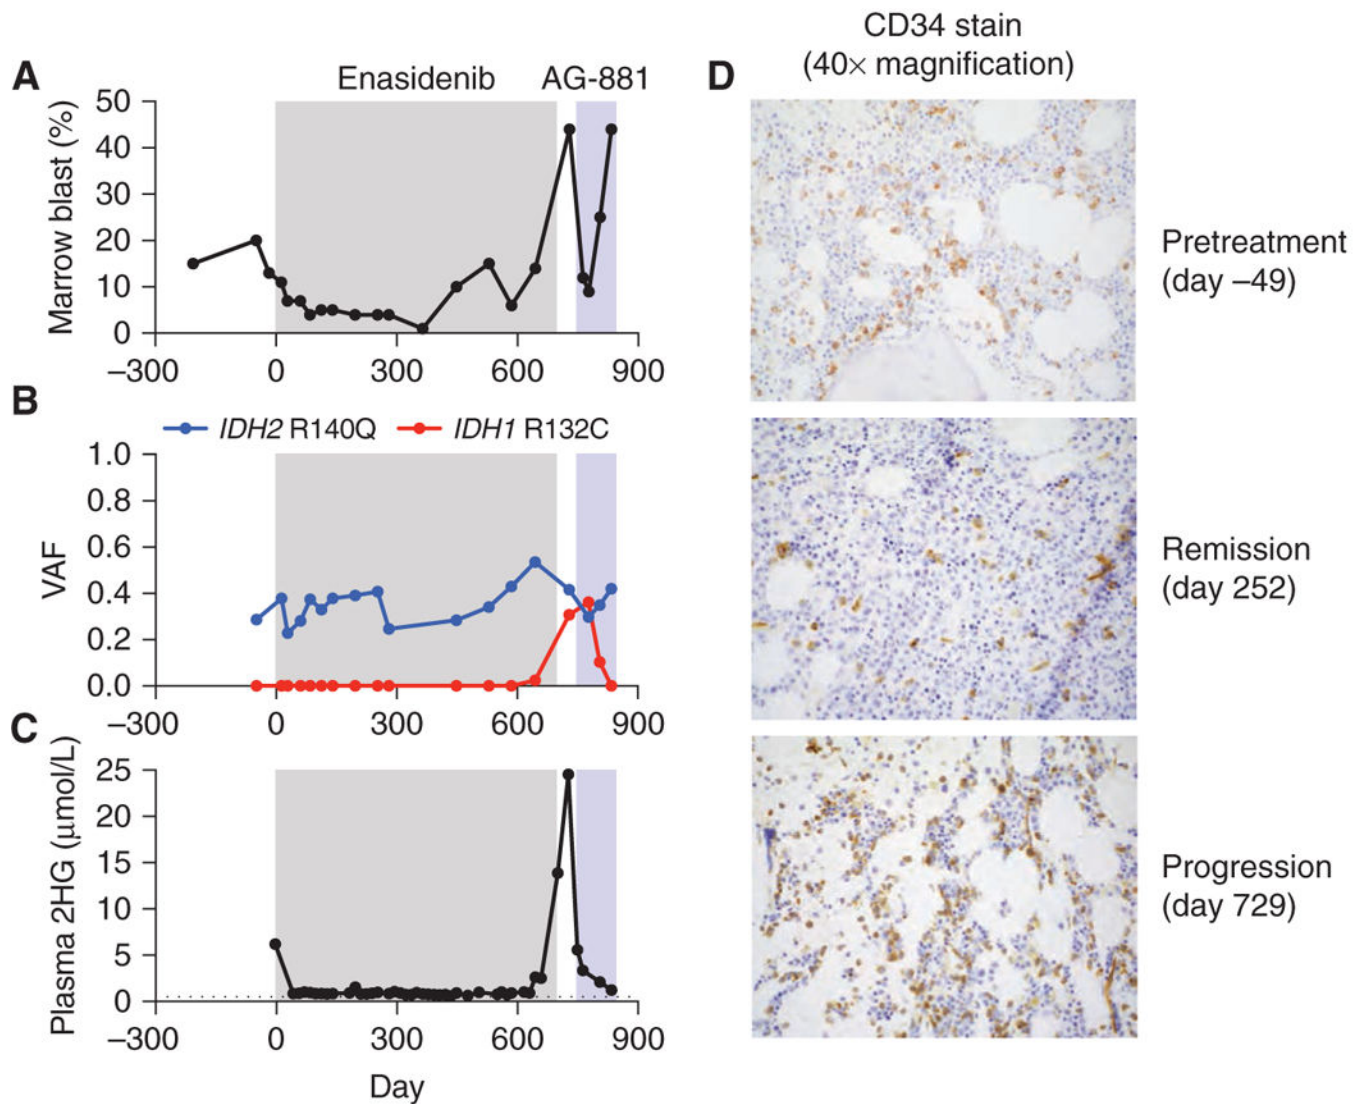 A
Enasidenib
AG-881
Marrow blast (%)
50
40
30
20
10
0
–300
0
300
600
900
B
IDH2 R140Q
IDH1 R132C
VAF
1.0
0.8
0.6
0.4
0.2
0.0
–300
0
300
600
900
C
Plasma 2HG (μmol/L)
25
20
15
10
5
0
–300
0
300
600
900
Day
D
CD34 stain
(40× magnification)
Pretreatment
(day –49)
Remission
(day 252)
Progression
(day 729)